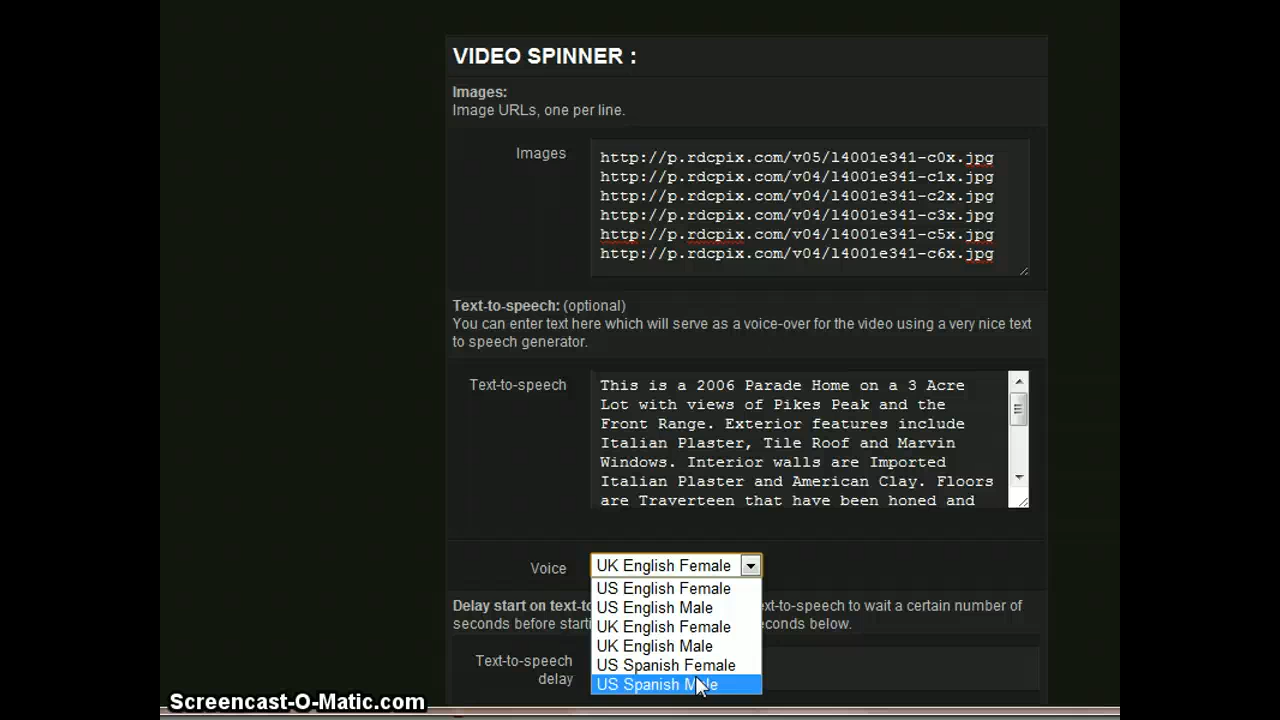 VIDEO SPINNER :
Images:
Image URLs, one per line.
Images
http://p.rdcpix.com/v05/l4001e341-c0x.jpg
http://p.rdcpix.com/v04/l4001e341-c1x.jpg
http://p.rdcpix.com/v04/l4001e341-c2x.jpg
http://p.rdcpix.com/v04/l4001e341-c3x.jpg
http://p.rdcpix.com/v04/l4001e341-c5x.jpg
http://p.rdcpix.com/v04/l4001e341-c6x.jpg
Text-to-speech: (optional)
You can enter text here which will serve as a voice-over for the video using a very nice text
to speech generator.
Text-to-speech
This is a 2006 Parade Home on a 3 Acre
Lot with views of Pikes Peak and the
Front Range. Exterior features include
Italian Plaster, Tile Roof and Marvin
Windows. Interior walls are Imported
Italian Plaster and American Clay. Floors
are Traverteen that have been honed and
Voice
UK English Female
US English Female
US English Male
UK English Female
UK English Male
US Spanish Female
US Spanish Male
Delay start on text-to ext-to-speech to wait a certain number of
seconds before starti econds below.
Text-to-speech
delay
Screencast-O-Matic.com